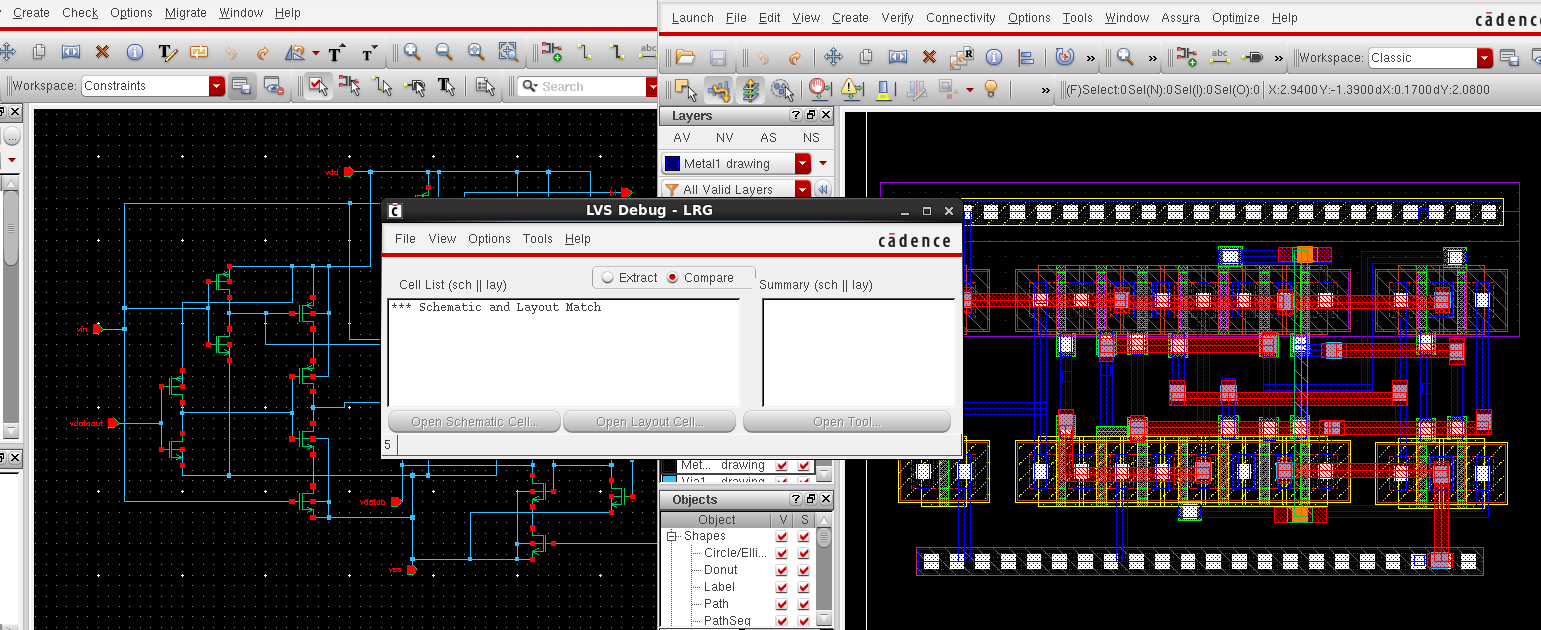 Create Check Options Migrate Window Help
Workspace: Constraints
Search
vdd
vin
vdataout
vdatab
vss
Launch File Edit View Create Verify Connectivity Options Tools Window Assura Optimize Help
cādence
Workspace: Classic
(F)Select:0 Sel(N):0 Sel(I):0 Sel(O):0 X:2.9400 Y:-1.3900 dX:0.1700 dY:2.0800
Layers
AV NV AS NS
Metal1 drawing
All Valid Layers
LVS Debug - LRG
File View Options Tools Help
cādence
Extract Compare
Cell List (sch || lay)
Summary (sch || lay)
*** Schematic and Layout Match
Open Schematic Cell... Open Layout Cell... Open Tool...
5
Met... drawing
Via1 drawing
Objects
Object V S
Shapes
Circle/Elli...
Donut
Label
Path
PathSeg